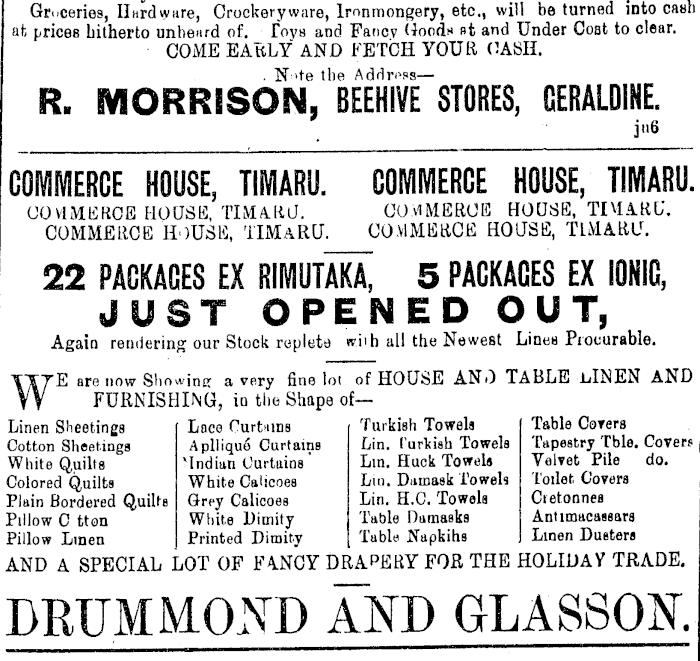 Groceries, Hardware, Crockeryware, Ironmongery, etc., will be turned into cash
at prices hitherto unheard of. Toys and Fancy Goods at and Under Cost to clear.
COME EARLY AND FETCH YOUR CASH.
Note the Address—
R. MORRISON, BEEHIVE STORES, GERALDINE.
jn6
COMMERCE HOUSE, TIMARU. COMMERCE HOUSE, TIMARU.
COMMERCE HOUSE, TIMARU. COMMERCE HOUSE, TIMARU.
COMMERCE HOUSE, TIMARU. COMMERCE HOUSE, TIMARU.
22 PACKAGES EX RIMUTAKA, 5 PACKAGES EX IONIC,
JUST OPENED OUT,
Again rendering our Stock replete with all the Newest Lines Procurable.
WE are now Showing a very fine lot of HOUSE AND TABLE LINEN AND
FURNISHING, in the Shape of—
Linen Sheetings
Cotton Sheetings
White Quilts
Colored Quilts
Plain Bordered Quilts
Pillow Cotton
Pillow Linen
Lace Curtains
Aplliqué Curtains
Indian Curtains
White Calicoes
Grey Calicoes
White Dimity
Printed Dimity
Turkish Towels
Lin. Turkish Towels
Lin. Huck Towels
Lin. Damask Towels
Lin. H.C. Towels
Table Damasks
Table Napkins
Table Covers
Tapestry Tble. Covers
Velvet Pile do.
Toilet Covers
Cretonnes
Antimacassars
Linen Dusters
AND A SPECIAL LOT OF FANCY DRAPERY FOR THE HOLIDAY TRADE.
DRUMMOND AND GLASSON.